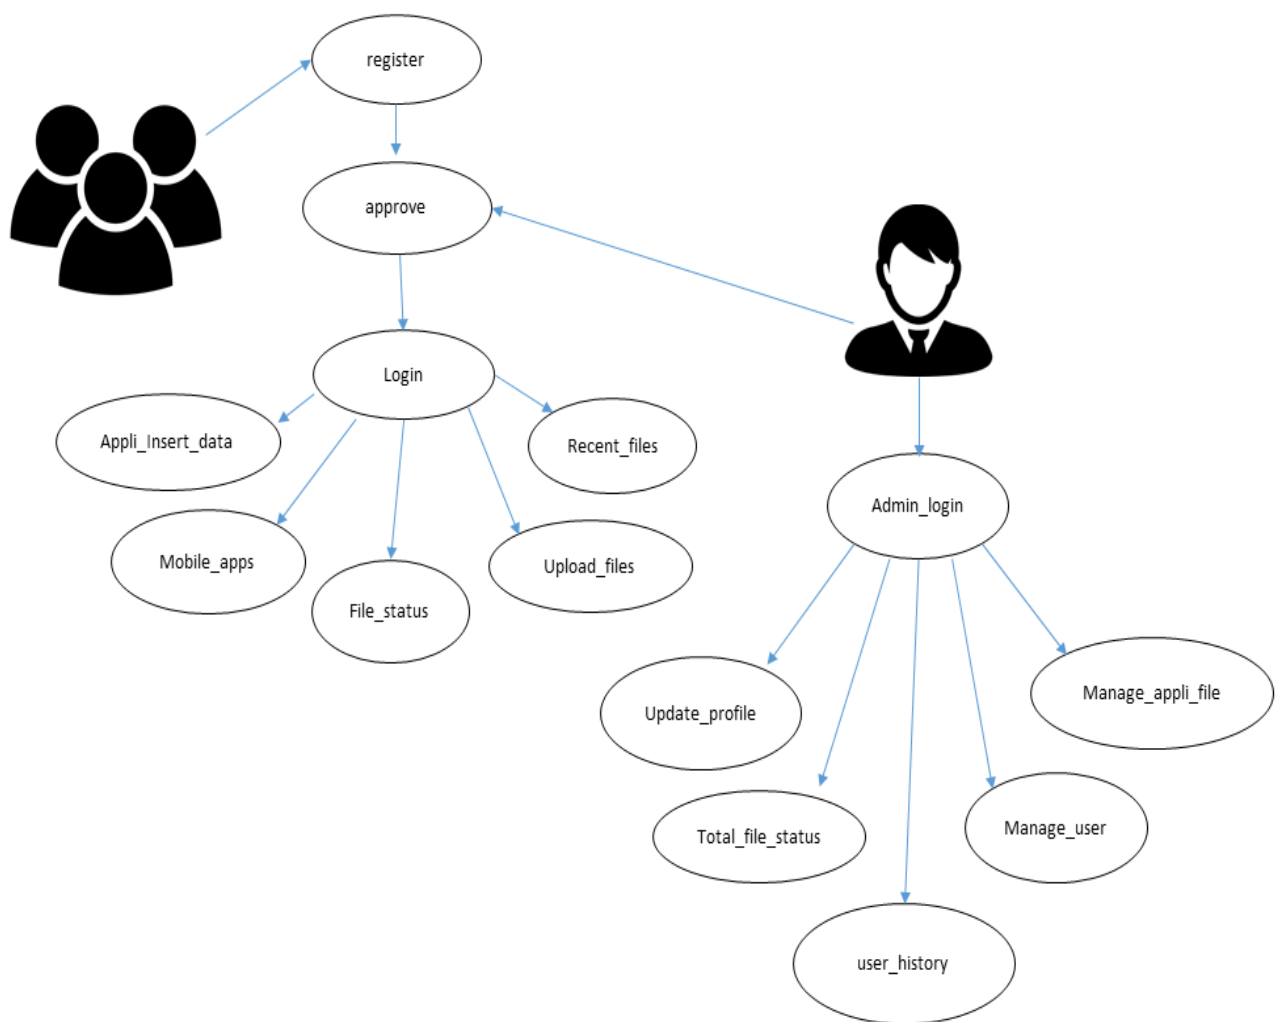 register
approve
Login
Appli_Insert_data
Recent_files
Mobile_apps
Upload_files
File_status
Admin_login
Update_profile
Manage_appli_file
Total_file_status
Manage_user
user_history